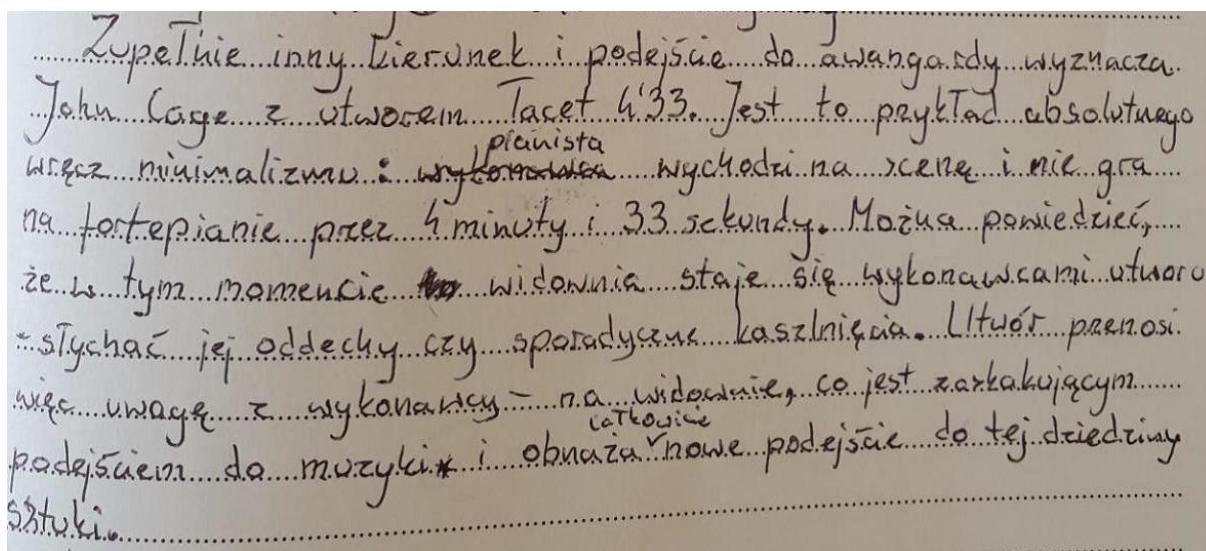 Zupełnie inny kierunek i podejście do awangardy wyznacza
John Cage z utworem Tacet 4'33. Jest to przykład absolutnego
pianista
wręcz minimalizmu: wykonawca wychodzi na scenę i nie gra
na fortepianie przez 4 minuty i 33 sekundy. Można powiedzieć,
że w tym momencie widownia staje się wykonawcami utworu
- słychać jej oddechy czy sporadyczne kaszlnięcia. Utwór przenosi
więc uwagę z wykonawcy - na widownie, co jest zaskakującym
całkowicie
podejściem do muzyki i obnaża nowe podejście do tej dziedziny
sztuki.